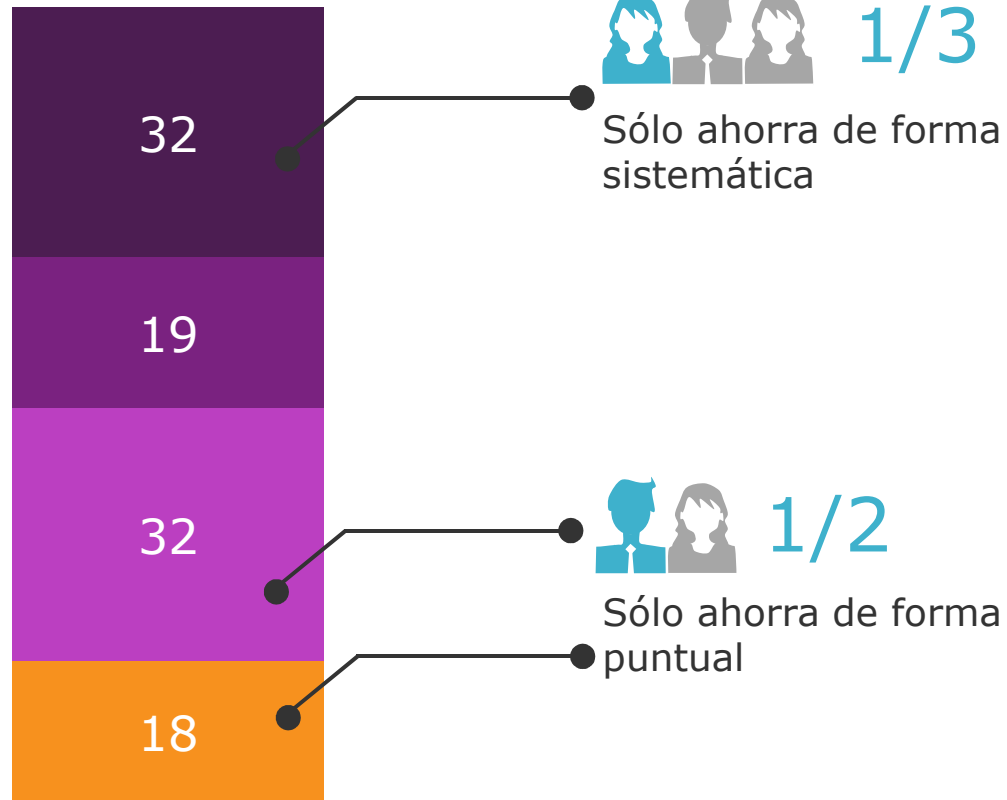 32
19
32
18
1/3
Sólo ahorra de forma
sistemática
1/2
Sólo ahorra de forma
puntual